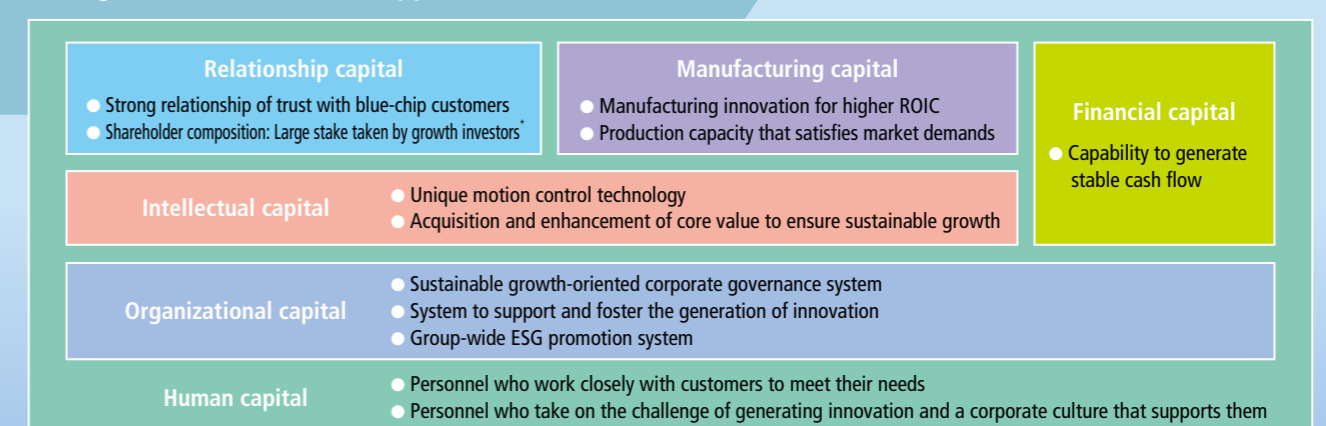 Relationship capital
● Strong relationship of trust with blue-chip customers
● Shareholder composition: Large stake taken by growth investors*
Manufacturing capital
● Manufacturing innovation for higher ROIC
● Production capacity that satisfies market demands
Financial capital
● Capability to generate
stable cash flow
Intellectual capital
● Unique motion control technology
● Acquisition and enhancement of core value to ensure sustainable growth
Organizational capital
● Sustainable growth-oriented corporate governance system
● System to support and foster the generation of innovation
● Group-wide ESG promotion system
Human capital
● Personnel who work closely with customers to meet their needs
● Personnel who take on the challenge of generating innovation and a corporate culture that supports them